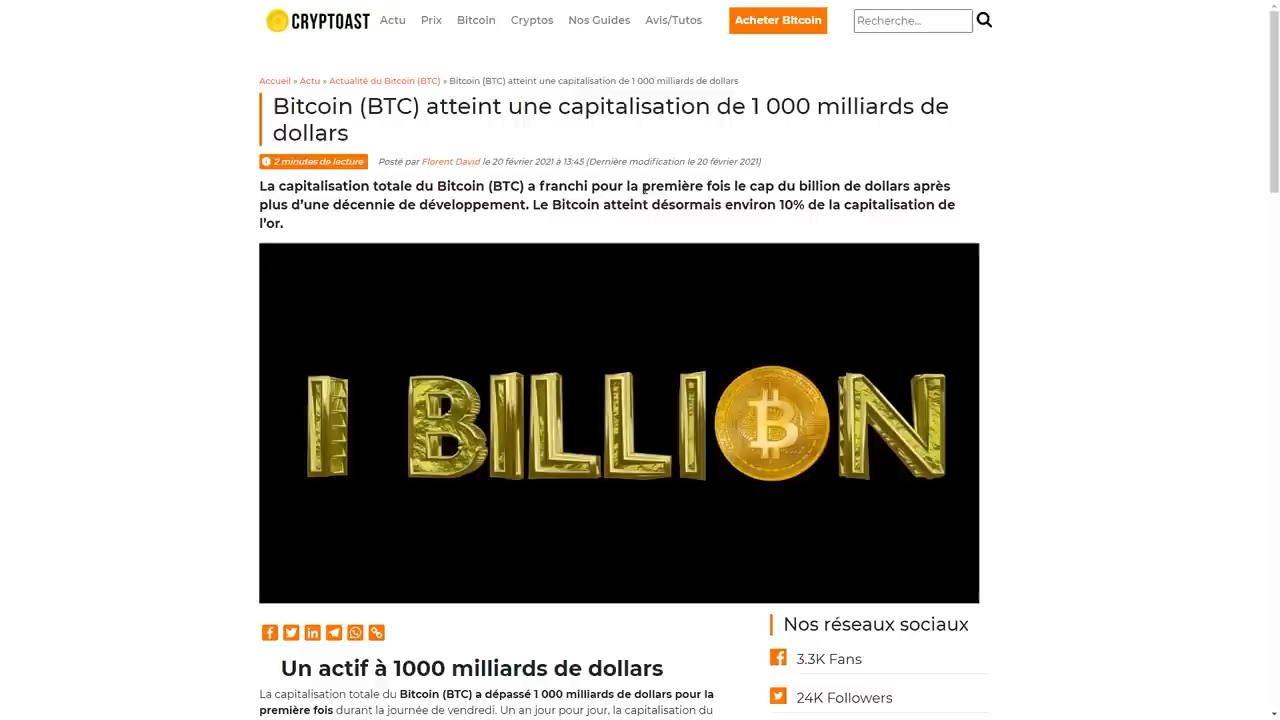 CRYPTOAST Actu Prix Bitcoin Cryptos Nos Guides Avis/Tutos Acheter Bitcoin Recherche...
Accueil » Actu » Actualité du Bitcoin (BTC) » Bitcoin (BTC) atteint une capitalisation de 1 000 milliards de dollars
Bitcoin (BTC) atteint une capitalisation de 1 000 milliards de
dollars
2 minutes de lecture Posté par Florent David le 20 février 2021 à 13:45 (Dernière modification le 20 février 2021)
La capitalisation totale du Bitcoin (BTC) a franchi pour la première fois le cap du billion de dollars après
plus d'une décennie de développement. Le Bitcoin atteint désormais environ 10% de la capitalisation de
l'or.
1 BILLION
Un actif à 1000 milliards de dollars
La capitalisation totale du Bitcoin (BTC) a dépassé 1 000 milliards de dollars pour la
première fois durant la journée de vendredi. Un an jour pour jour, la capitalisation du
Nos réseaux sociaux
3.3K Fans
24K Followers